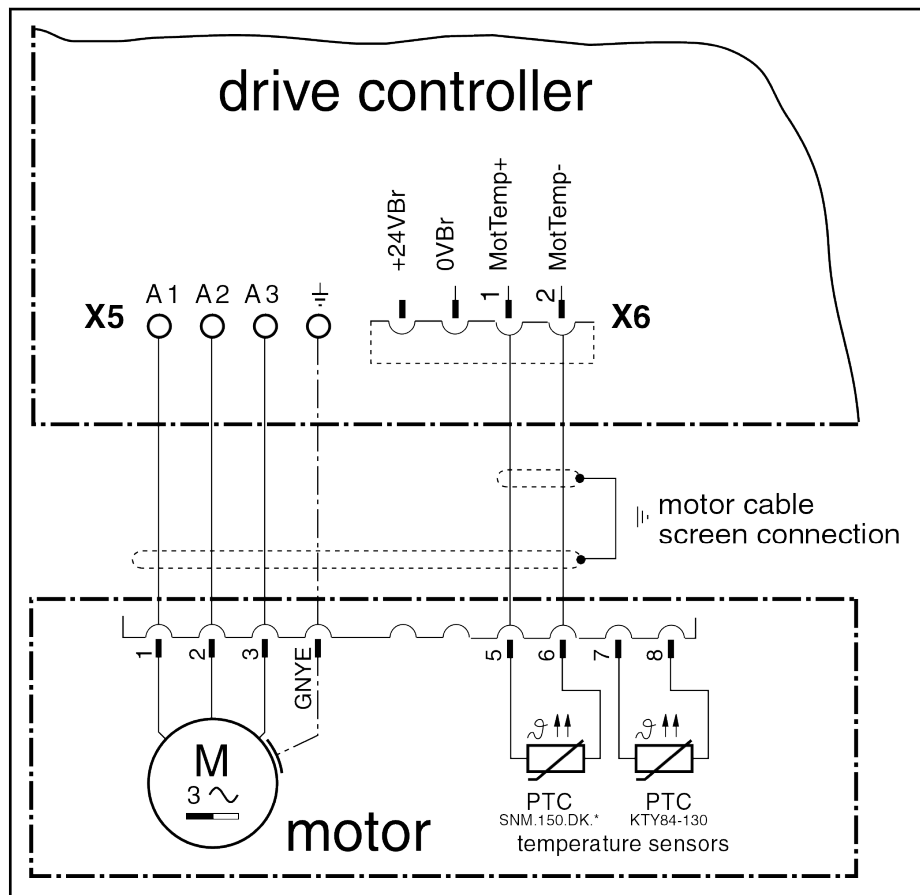 drive controller
+24VBr
0VBr
MotTemp+
MotTemp-
1
2
X5
A1
A2
A3
X6
motor cable
screen connection
1
2
3
GNYE
5
6
7
8
M
3
motor
PTC
SNM.150.DK.*
PTC
KTY84-130
temperature sensors